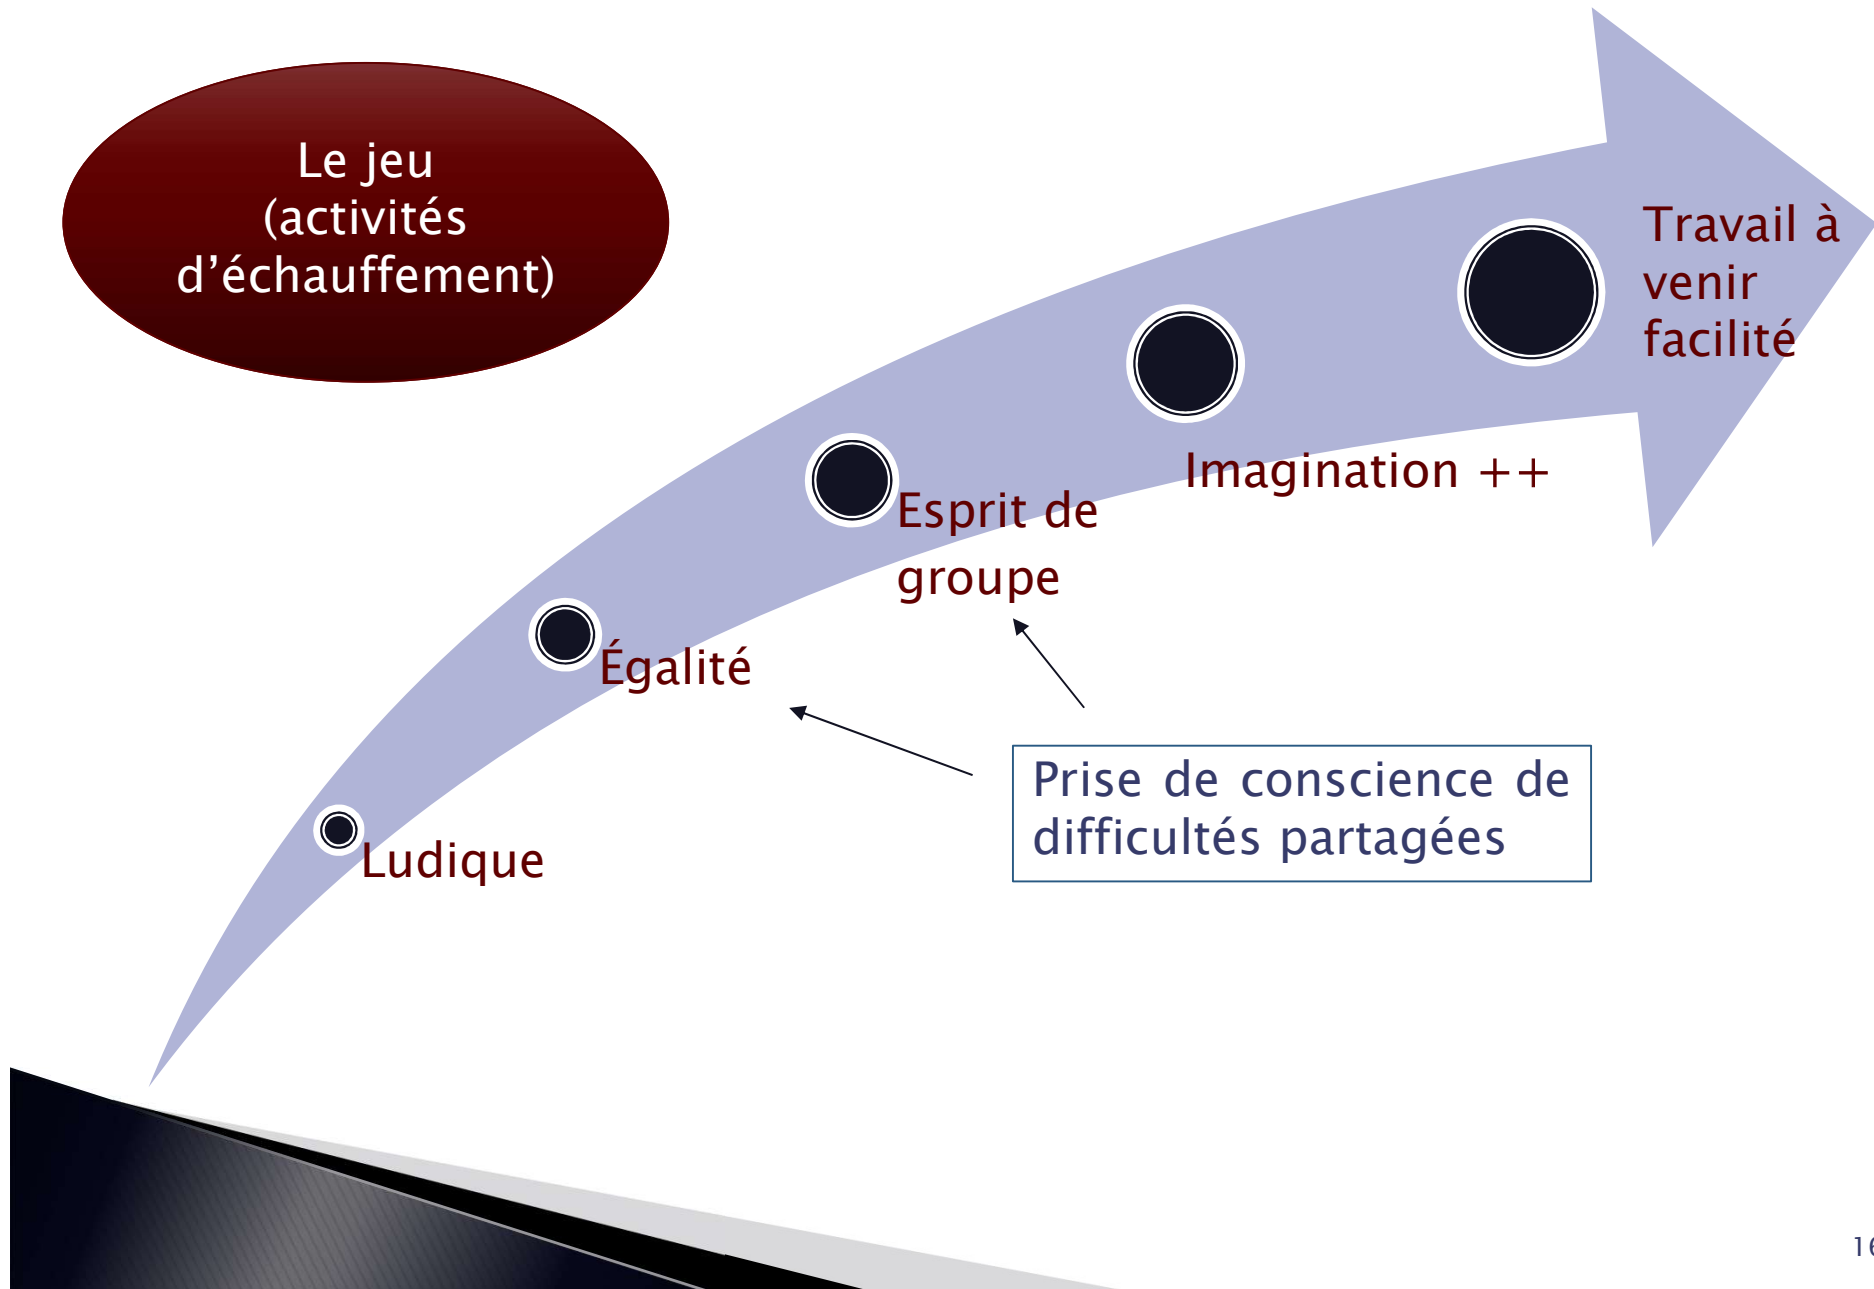 Le jeu
(activités
d’échauffement)
Travail à
venir
facilité
Imagination ++
Esprit de
groupe
Égalité
Ludique
Prise de conscience de
difficultés partagées
16